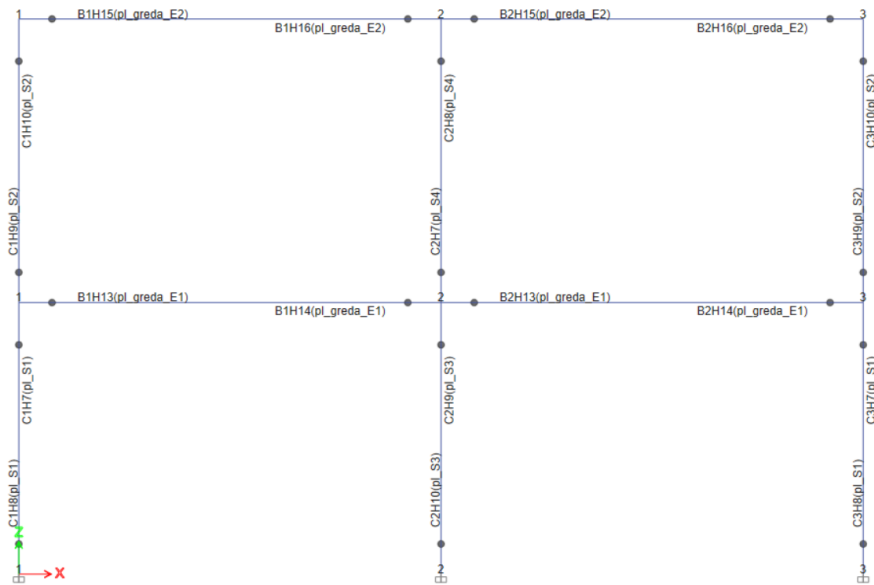 1
B1H15(pl_greda_E2)
2
B2H15(pl_greda_E2)
3
B1H16(pl_greda_E2)
B2H16(pl_greda_E2)
C1H10(pl_S2)
C2H8(pl_S4)
C3H10(pl_S2)
C1H9(pl_S2)
C2H7(pl_S4)
C3H9(pl_S2)
1
B1H13(pl_greda_E1)
2
B2H13(pl_greda_E1)
3
B1H14(pl_greda_E1)
B2H14(pl_greda_E1)
C1H7(pl_S1)
C2H9(pl_S3)
C3H7(pl_S1)
C1H8(pl_S1)
C2H10(pl_S3)
C3H8(pl_S1)
Z
1
X
2
3